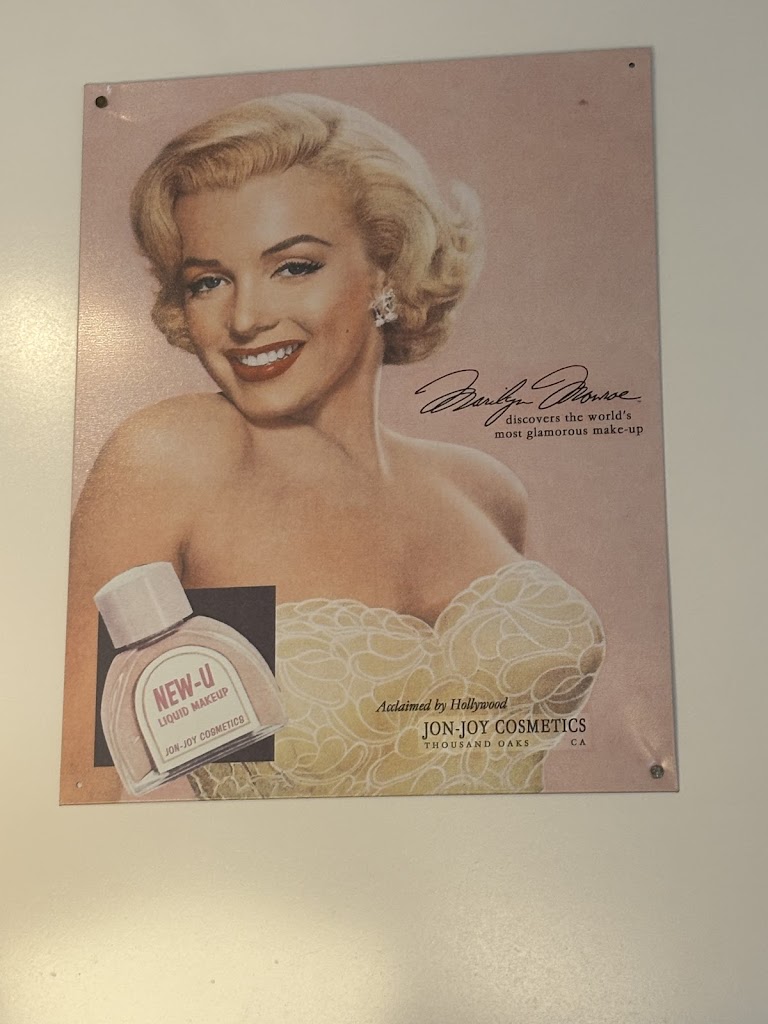 Marilyn Monroe
discovers the world's
most glamorous make-up
NEW-U
LIQUID MAKEUP
JON-JOY COSMETICS
Acclaimed by Hollywood
JON-JOY COSMETICS
THOUSAND OAKS CA